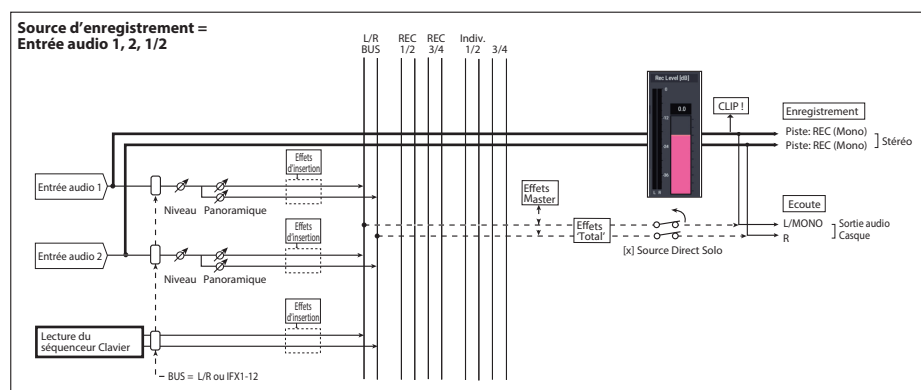 Source d'enregistrement =
Entrée audio 1, 2, 1/2
L/R
BUS
REC
1/2
REC
3/4
Indiv.
1/2
3/4
Rec Level [dB]
0.0
CLIP !
Enregistrement
Piste: REC (Mono)
Piste: REC (Mono)
Stéréo
Effets
d'insertion
Entrée audio 1
Niveau
Panoramique
Effets
Master
Ecoute
L/MONO
R
Sortie audio
Casque
Effets
'Total'
[x] Source Direct Solo
Effets
d'insertion
Entrée audio 2
Niveau
Panoramique
Effets
d'insertion
Lecture du
séquenceur Clavier
BUS = L/R ou IFX1-12
L R